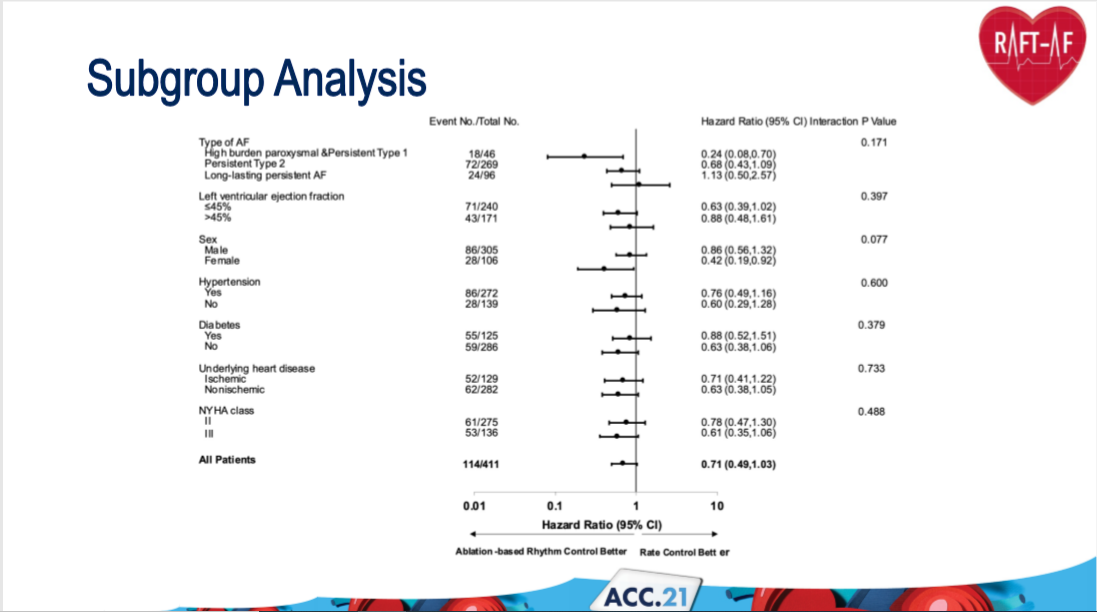 RAFT-AF
Subgroup Analysis
Event No./Total No. Hazard Ratio (95% CI) Interaction P Value
Type of AF 0.171
High burden paroxysmal &Persistent Type 1 18/46 0.24 (0.08,0.70)
Persistent Type 2 72/269 0.68 (0.43,1.09)
Long-lasting persistent AF 24/96 1.13 (0.50,2.57)
Left ventricular ejection fraction 0.397
≤45% 71/240 0.63 (0.39,1.02)
>45% 43/171 0.88 (0.48,1.61)
Sex 0.077
Male 86/305 0.86 (0.56,1.32)
Female 28/106 0.42 (0.19,0.92)
Hypertension 0.600
Yes 86/272 0.76 (0.49,1.16)
No 28/139 0.60 (0.29,1.28)
Diabetes 0.379
Yes 55/125 0.88 (0.52,1.51)
No 59/286 0.63 (0.38,1.06)
Underlying heart disease 0.733
Ischemic 52/129 0.71 (0.41,1.22)
Nonischemic 62/282 0.63 (0.38,1.05)
NYHA class 0.488
II 61/275 0.78 (0.47,1.30)
III 53/136 0.61 (0.35,1.06)
All Patients 114/411 0.71 (0.49,1.03)
0.01 0.1 1 10
Hazard Ratio (95% CI)
Ablation -based Rhythm Control Better Rate Control Bett er
ACC.21